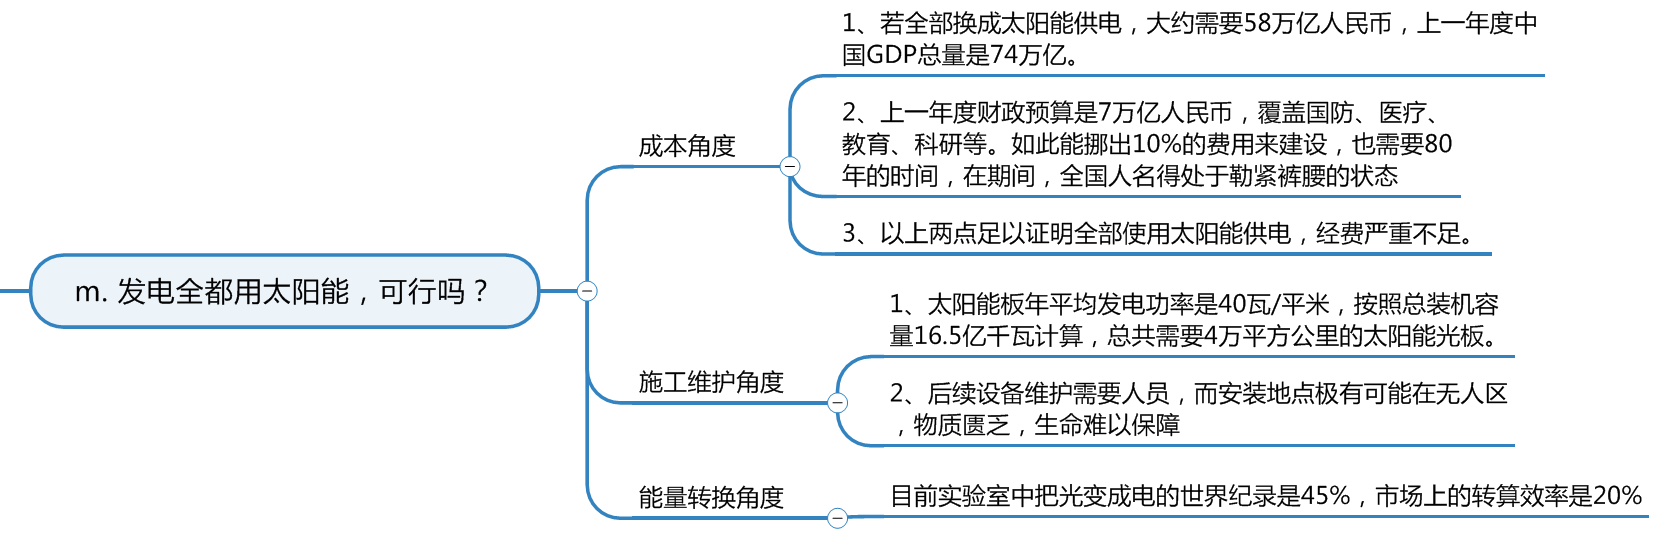 1、若全部换成太阳能供电，大约需要58万亿人民币，上一年度中
国GDP总量是74万亿。
2、上一年度财政预算是7万亿人民币，覆盖国防、医疗、
教育、科研等。如此能挪出10%的费用来建设，也需要80
年的时间，在期间，全国人名得处于勒紧裤腰的状态
成本角度
3、以上两点足以证明全部使用太阳能供电，经费严重不足。
m. 发电全都用太阳能，可行吗？
1、太阳能板年平均发电功率是40瓦/平米，按照总装机容
量16.5亿千瓦计算，总共需要4万平方公里的太阳能光板。
施工维护角度
2、后续设备维护需要人员，而安装地点极有可能在无人区
，物质匮乏，生命难以保障
能量转换角度
目前实验室中把光变成电的世界纪录是45%，市场上的转算效率是20%